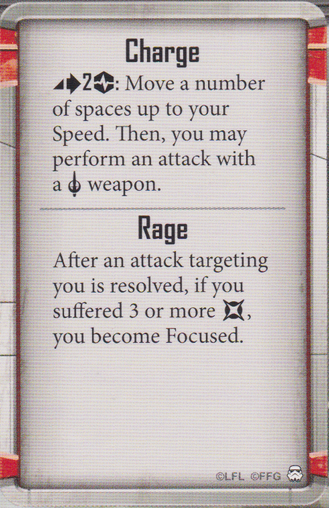 Charge
2: Move a number
of spaces up to your
Speed. Then, you may
perform an attack with
a weapon.
Rage
After an attack targeting
you is resolved, if you
suffered 3 or more ,
you become Focused.
©LFL ©FFG